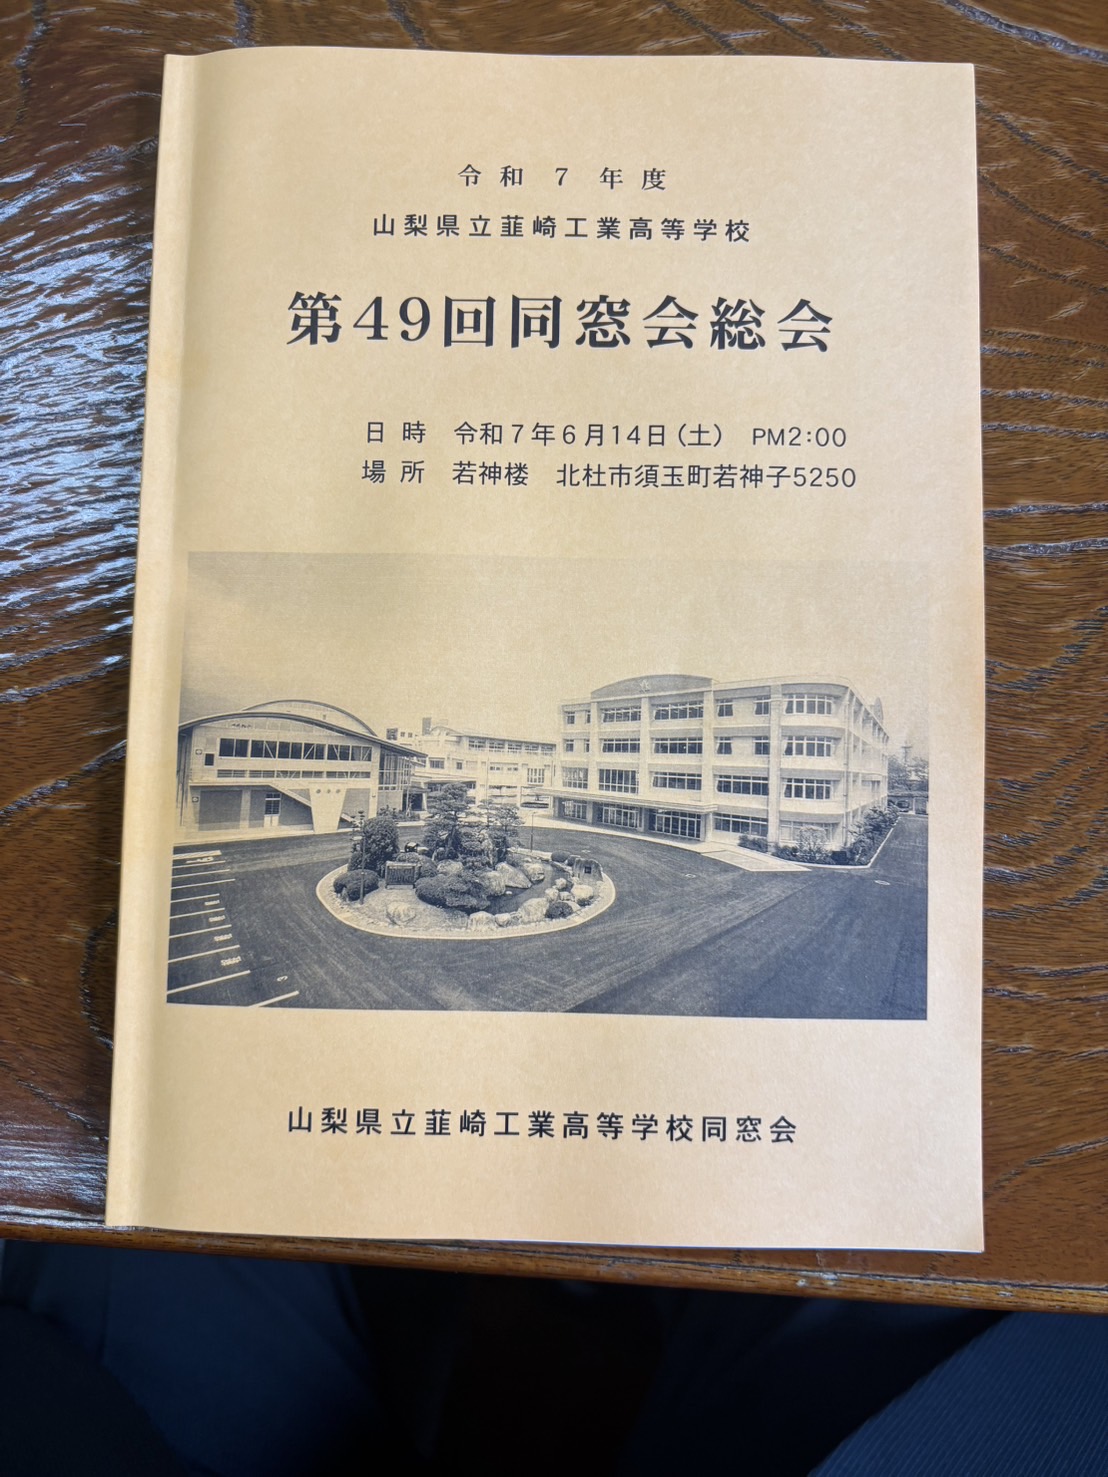 令和７年度
山梨県立韮崎工業高等学校
第49回同窓会総会
日時　令和７年６月14日（土）　PM2：00
場所　若神楼　北杜市須玉町若神子5250
山梨県立韮崎工業高等学校同窓会